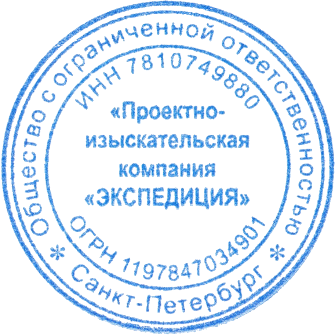 Общество с ограниченной ответственностью
ИНН 7810749880
«Проектно-
изыскательская
компания
«ЭКСПЕДИЦИЯ»
ОГРН 1197847034901
* Санкт-Петербург *